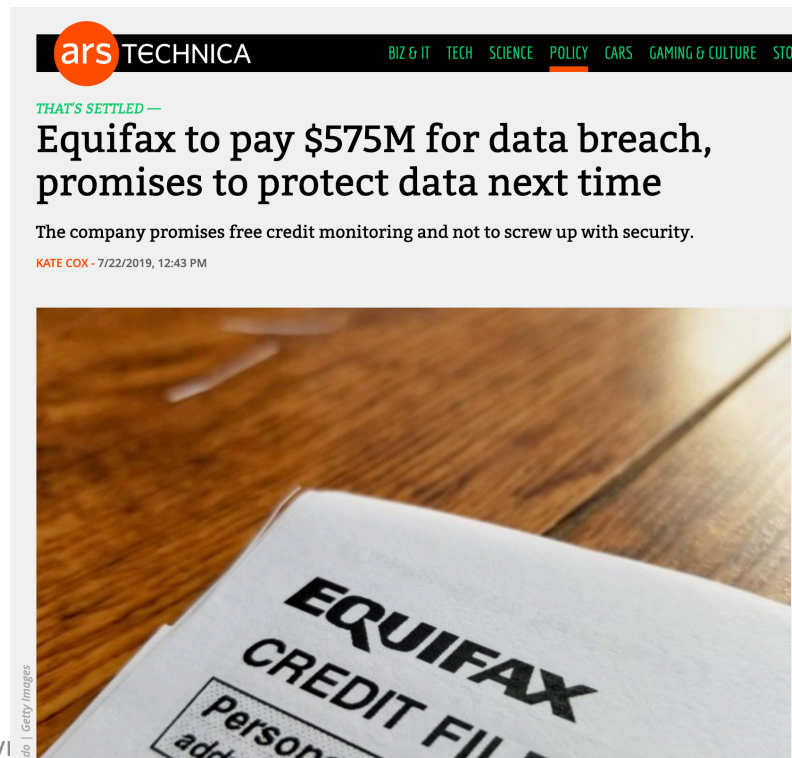 ars TECHNICA
BIZ & IT TECH SCIENCE POLICY CARS GAMING & CULTURE
THAT'S SETTLED —
Equifax to pay $575M for data breach,
promises to protect data next time
The company promises free credit monitoring and not to screw up with security.
KATE COX - 7/22/2019, 12:43 PM
EQUIFAX
CREDIT
| Getty Images